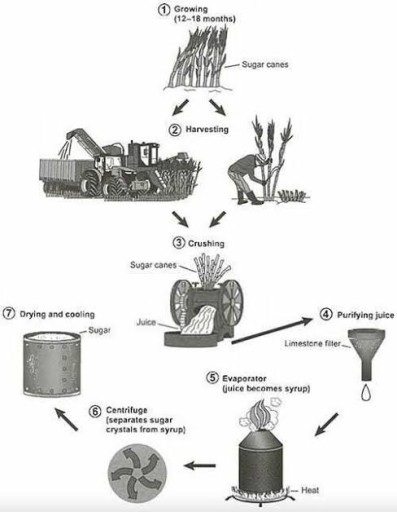 ① Growing
(12–18 months)
Sugar canes
② Harvesting
③ Crushing
Sugar canes
Juice
④ Purifying juice
Limestone filler
⑤ Evaporator
(juice becomes syrup)
Heat
⑥ Centrifuge
(separates sugar
crystals from syrup)
⑦ Drying and cooling
Sugar